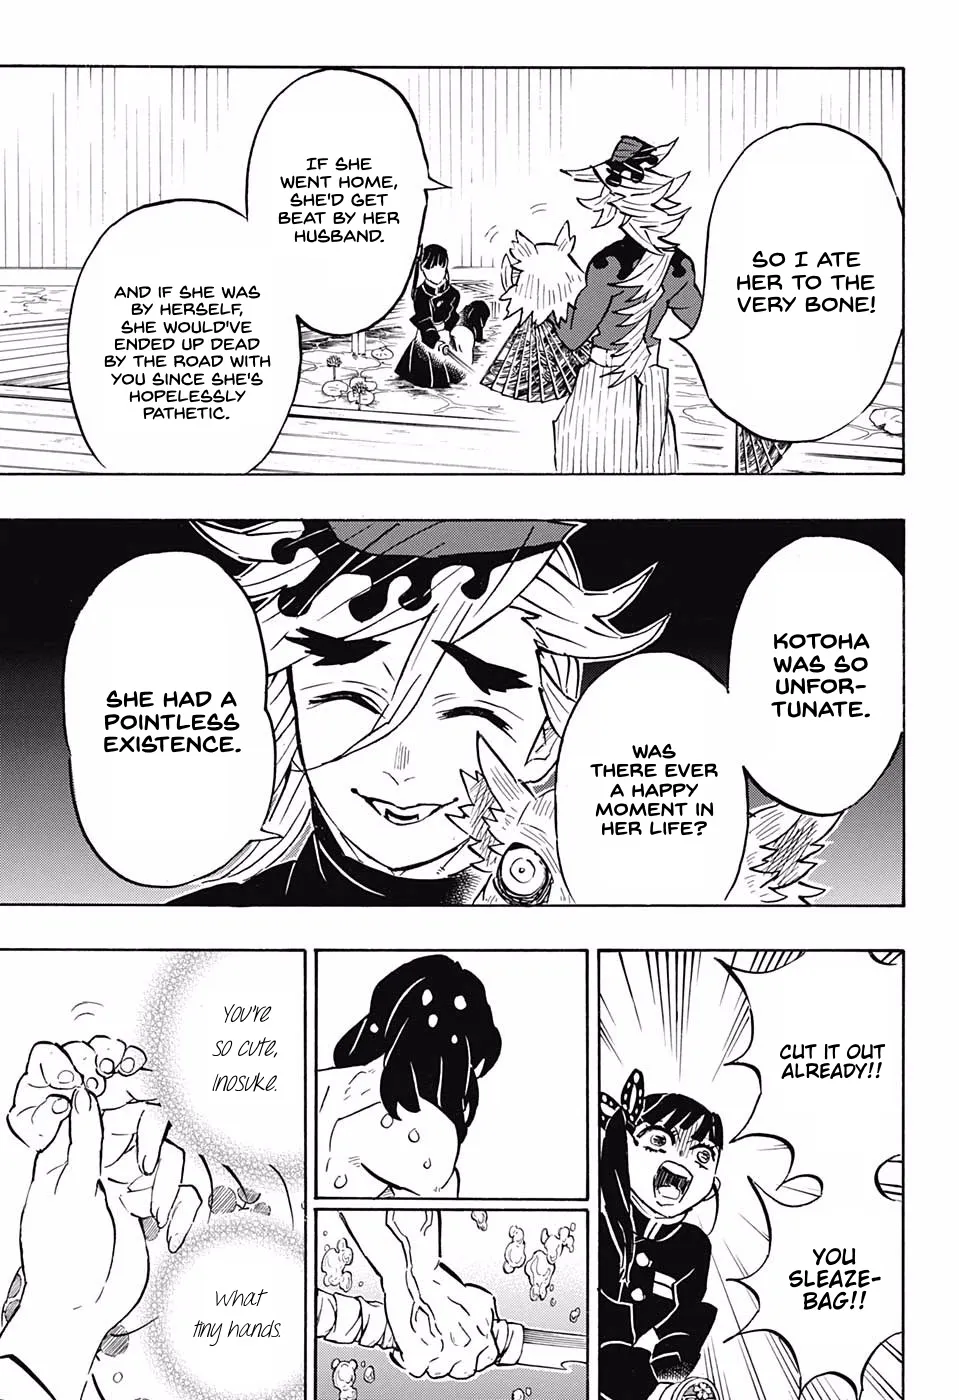 SO I ATE
HER TO THE
VERY BONE!
IF SHE
WENT HOME,
SHE'D GET
BEAT BY HER
HUSBAND.
AND IF SHE WAS
BY HERSELF,
SHE WOULD'VE
ENDED UP DEAD
BY THE ROAD WITH
YOU SINCE SHE'S
HOPELESSLY
PATHETIC.
KOTOHA
WAS SO
UNFOR-
TUNATE.
WAS
THERE EVER
A HAPPY
MOMENT IN
HER LIFE?
SHE HAD A
POINTLESS
EXISTENCE.
CUT IT OUT
ALREADY!!
YOU
SLEAZE-
BAG!!
You're
so cute,
Inosuke.
What
tiny hands.